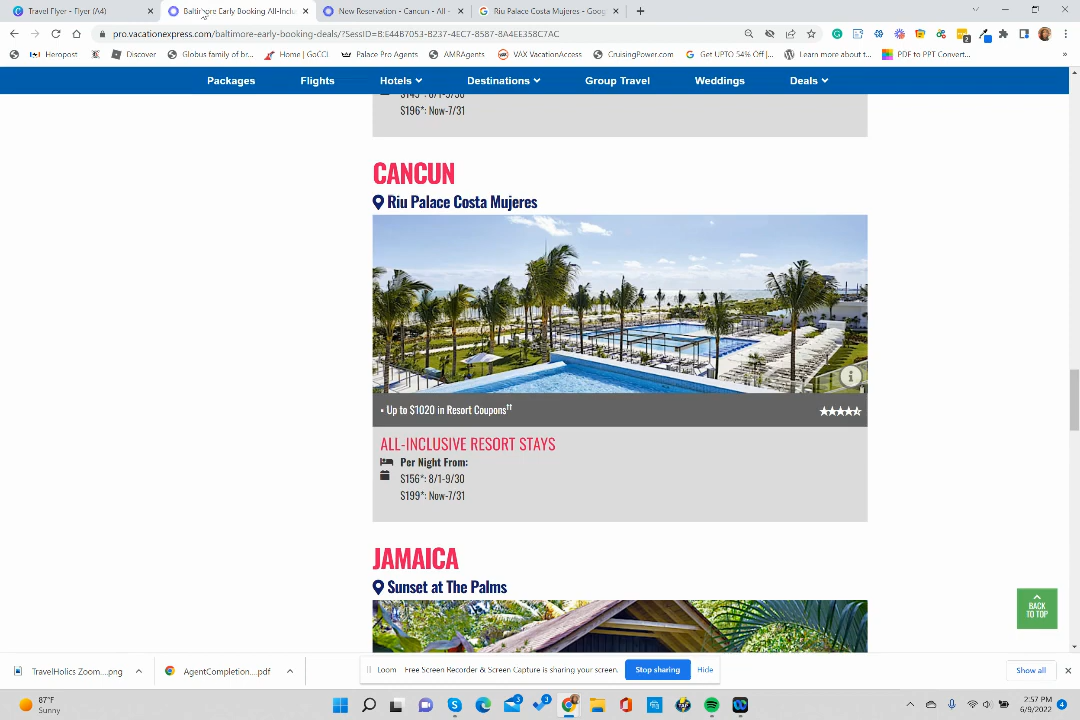 Travel Flyer - Flyer (A4)
Baltimore Early Booking All-Inclu
New Reservation - Cancun - All -
Riu Palace Costa Mujeres - Goog
pro.vacationexpress.com/baltimore-early-booking-deals/?SessID=B:E44B7053-B237-4EC7-8587-8A4EE358C7AC
Heropost
Discover
Globus family of br...
Home | GoCCL
Palace Pro Agents
AMRAgents
VAX VacationAccess
CruisingPower.com
Get UPTO 54% Off |...
Learn more about t...
PDF to PPT Convert...
Packages
Flights
Hotels
Destinations
Group Travel
Weddings
Deals
$196*: Now-7/31
CANCUN
Riu Palace Costa Mujeres
• Up to $1020 in Resort Coupons††
ALL-INCLUSIVE RESORT STAYS
Per Night From:
$156*: 8/1-9/30
$199*: Now-7/31
JAMAICA
Sunset at The Palms
BACK
TO TOP
TravelHolics Zoom....png
AgentCompletion....pdf
Loom - Free Screen Recorder & Screen Capture is sharing your screen.
Stop sharing
Hide
Show all
87°F
Sunny
2:57 PM
6/9/2022